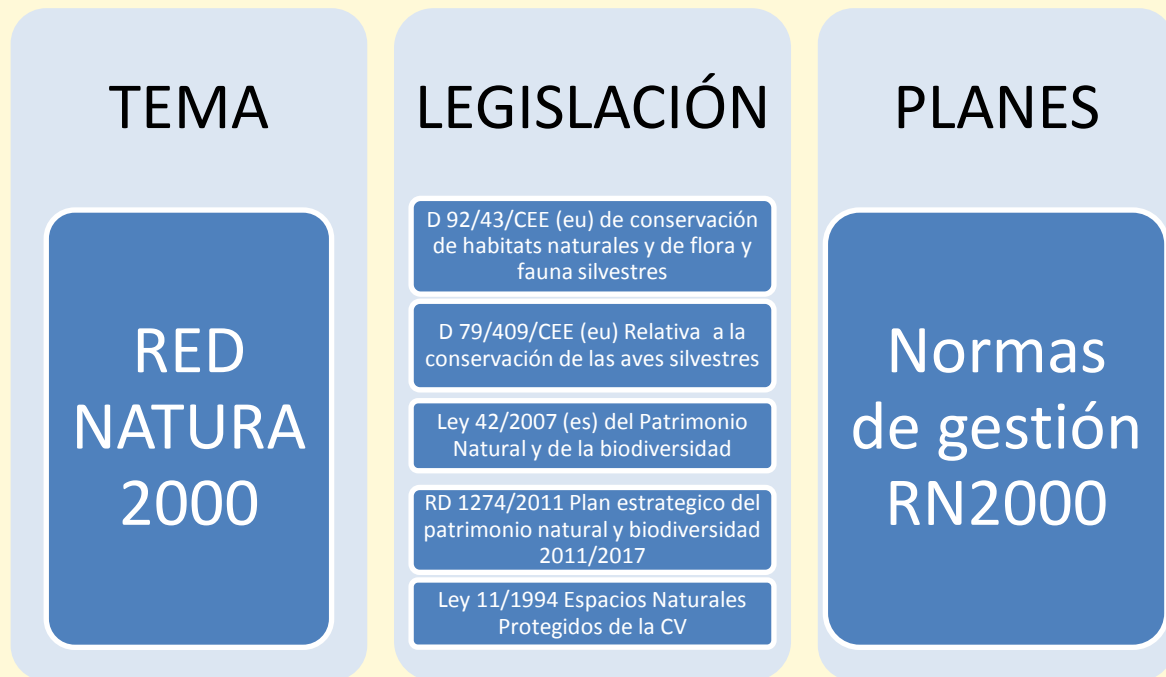 TEMA
RED
NATURA
2000
LEGISLACIÓN
D 92/43/CEE (eu) de conservación
de habitats naturales y de flora y
fauna silvestres
D 79/409/CEE (eu) Relativa a la
conservación de las aves silvestres
Ley 42/2007 (es) del Patrimonio
Natural y de la biodiversidad
RD 1274/2011 Plan estrategico del
patrimonio natural y biodiversidad
2011/2017
Ley 11/1994 Espacios Naturales
Protegidos de la CV
PLANES
Normas
de gestión
RN2000